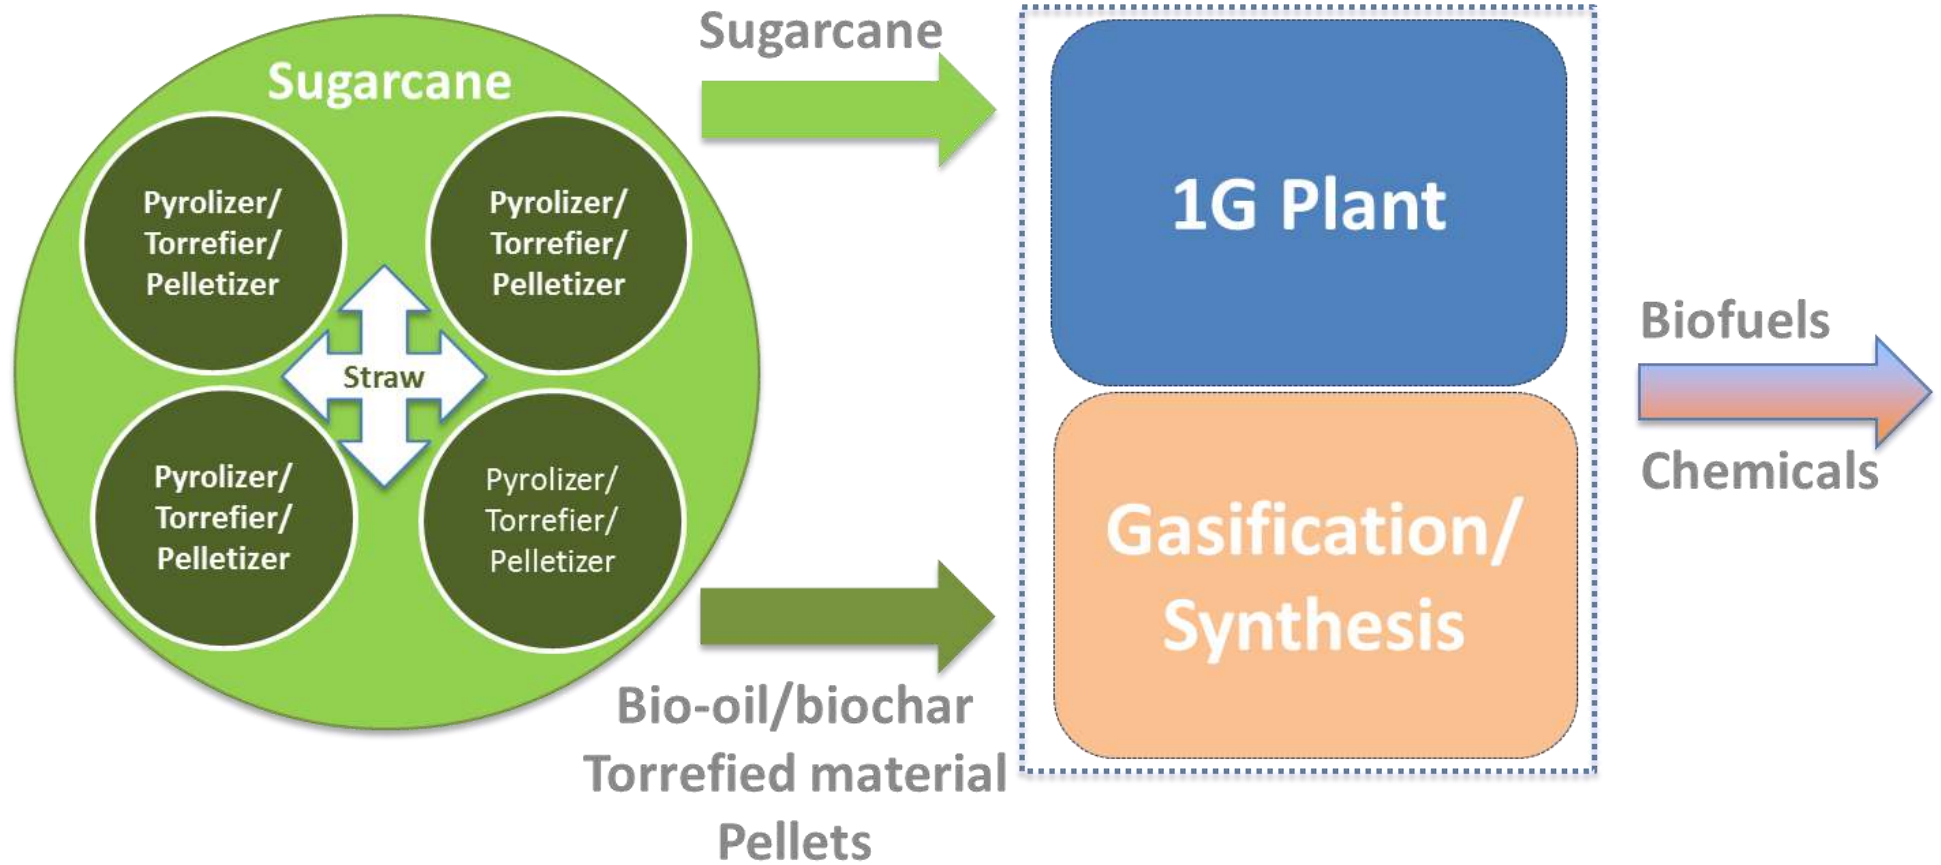 Sugarcane
Pyrolizer/
Torrefier/
Pelletizer
Pyrolizer/
Torrefier/
Pelletizer
Straw
Pyrolizer/
Torrefier/
Pelletizer
Pyrolizer/
Torrefier/
Pelletizer
Sugarcane
Bio-oil/biochar
Torrefied material
Pellets
1G Plant
Gasification/
Synthesis
Biofuels
Chemicals